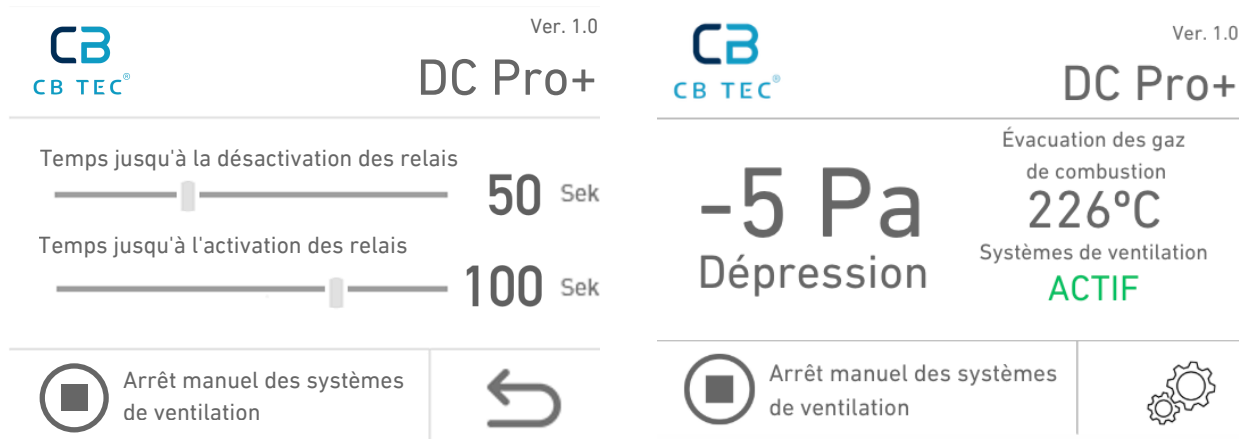 CB
CB TEC®
Ver. 1.0
DC Pro+
Temps jusqu'à la désactivation des relais
50 Sek
Temps jusqu'à l'activation des relais
100 Sek
Arrêt manuel des systèmes
de ventilation
CB
CB TEC®
Ver. 1.0
DC Pro+
-5 Pa
Dépression
Évacuation des gaz
de combustion
226°C
Systèmes de ventilation
ACTIF
Arrêt manuel des systèmes
de ventilation